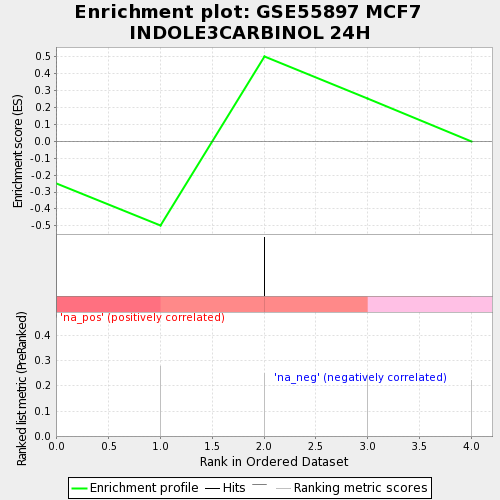 Enrichment plot: GSE55897 MCF7
INDOLE3CARBINOL 24H
Enrichment score (ES)
0.5
0.4
0.3
0.2
0.1
0.0
-0.1
-0.2
-0.3
-0.4
-0.5
'na_pos' (positively correlated)
'na_neg' (negatively correlated)
Ranked list metric (PreRanked)
0.4
0.3
0.2
0.1
0.0
0.0 0.5 1.0 1.5 2.0 2.5 3.0 3.5 4.0
Rank in Ordered Dataset
Enrichment profile Hits Ranking metric scores